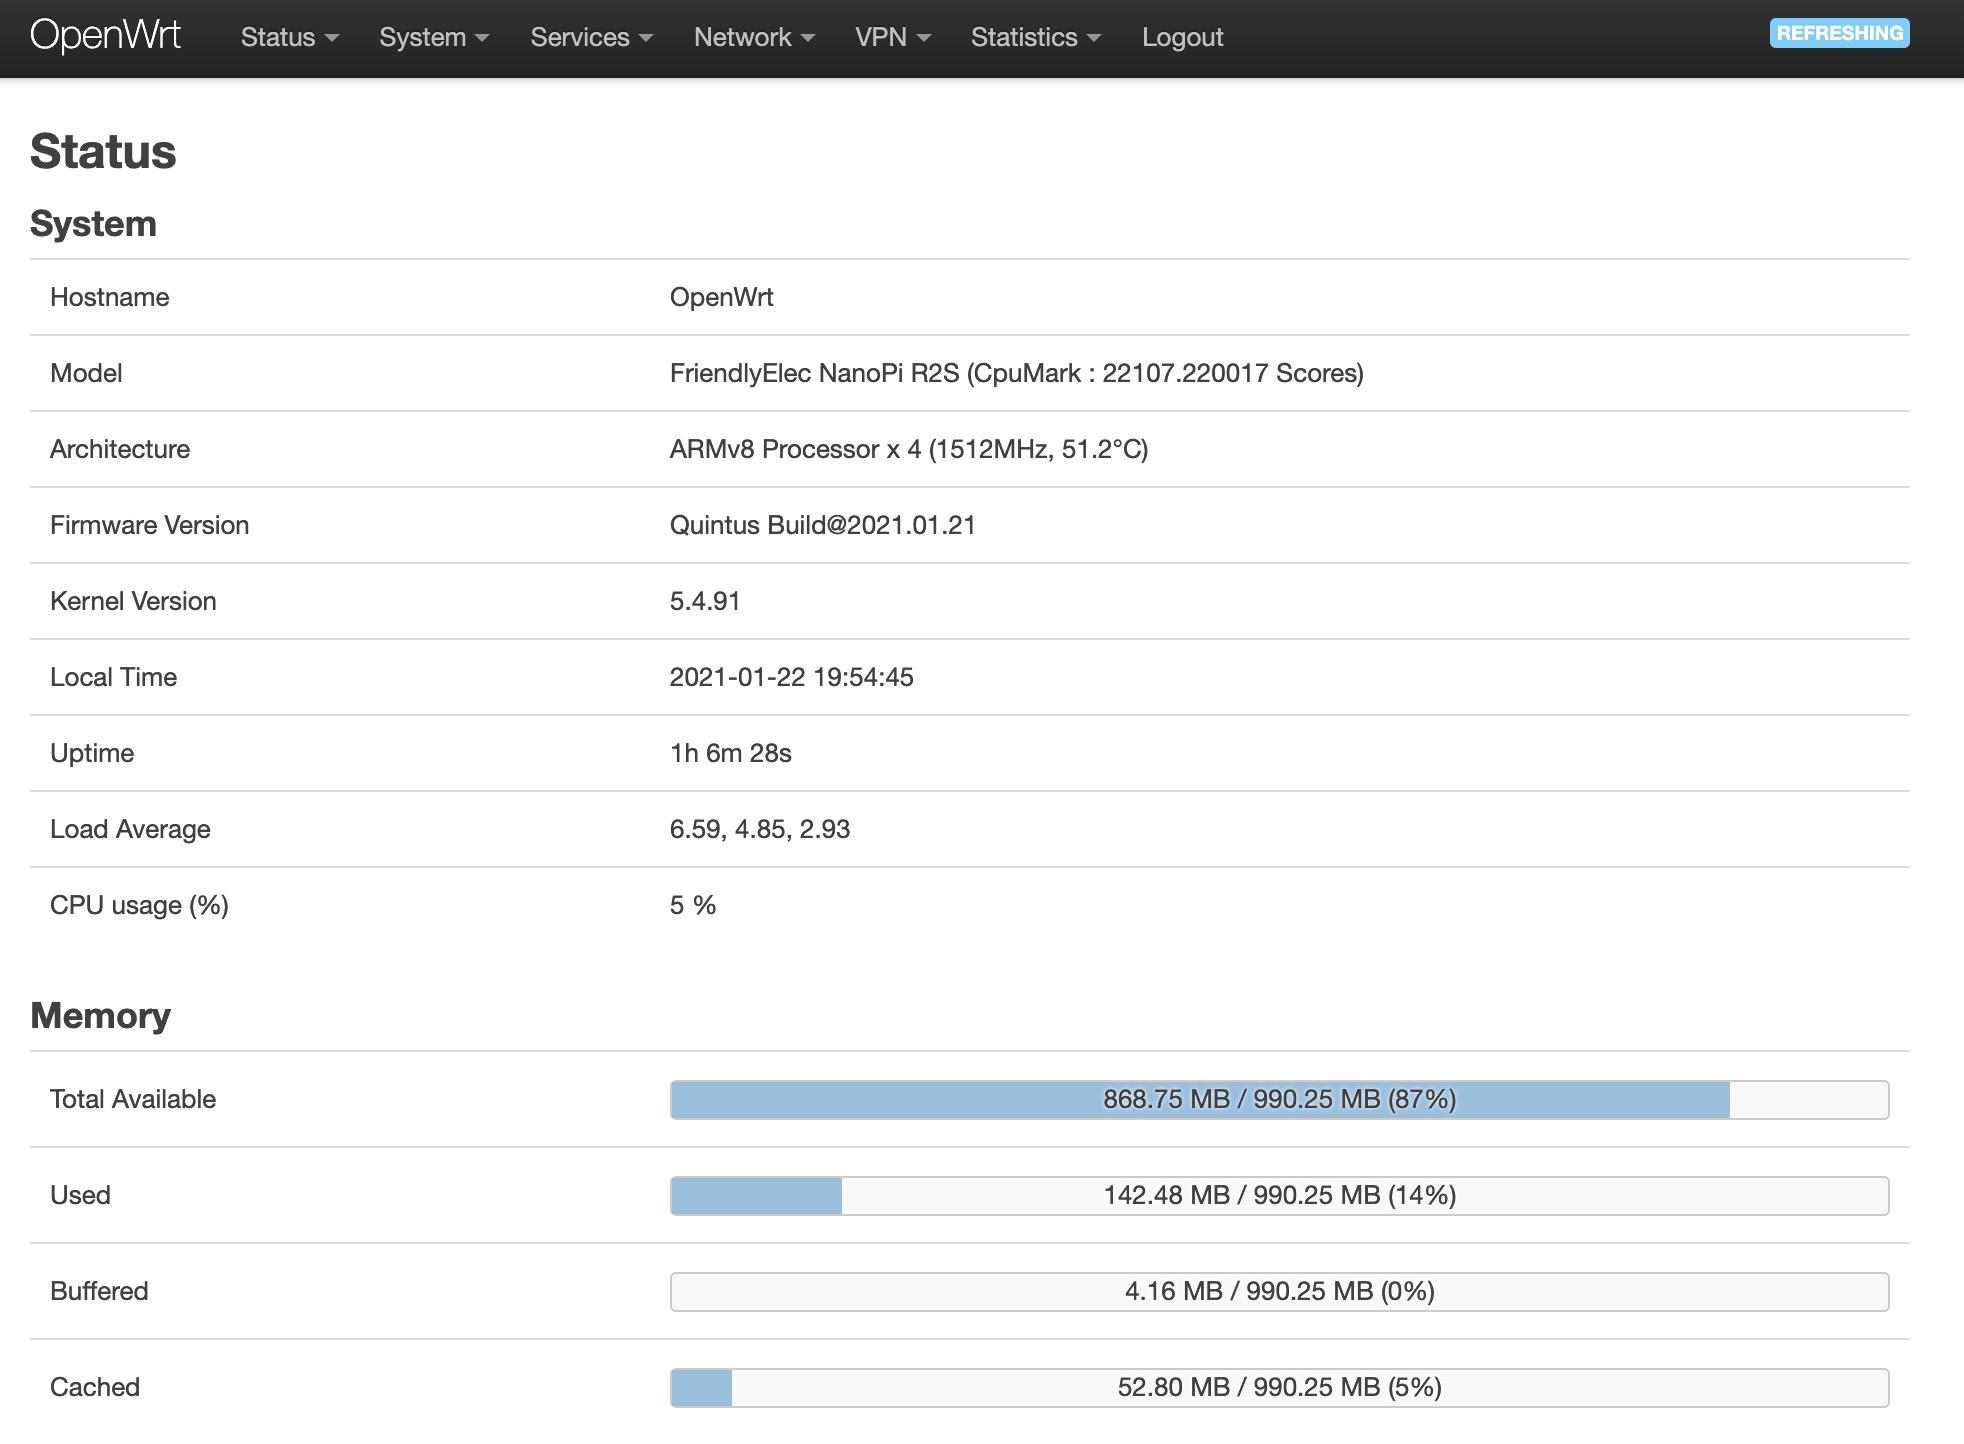 OpenWrt Status System Services Network VPN Statistics Logout REFRESHING
Status
System
Hostname OpenWrt
Model FriendlyElec NanoPi R2S (CpuMark : 22107.220017 Scores)
Architecture ARMv8 Processor x 4 (1512MHz, 51.2°C)
Firmware Version Quintus Build@2021.01.21
Kernel Version 5.4.91
Local Time 2021-01-22 19:54:45
Uptime 1h 6m 28s
Load Average 6.59, 4.85, 2.93
CPU usage (%) 5 %
Memory
Total Available 868.75 MB / 990.25 MB (87%)
Used 142.48 MB / 990.25 MB (14%)
Buffered 4.16 MB / 990.25 MB (0%)
Cached 52.80 MB / 990.25 MB (5%)